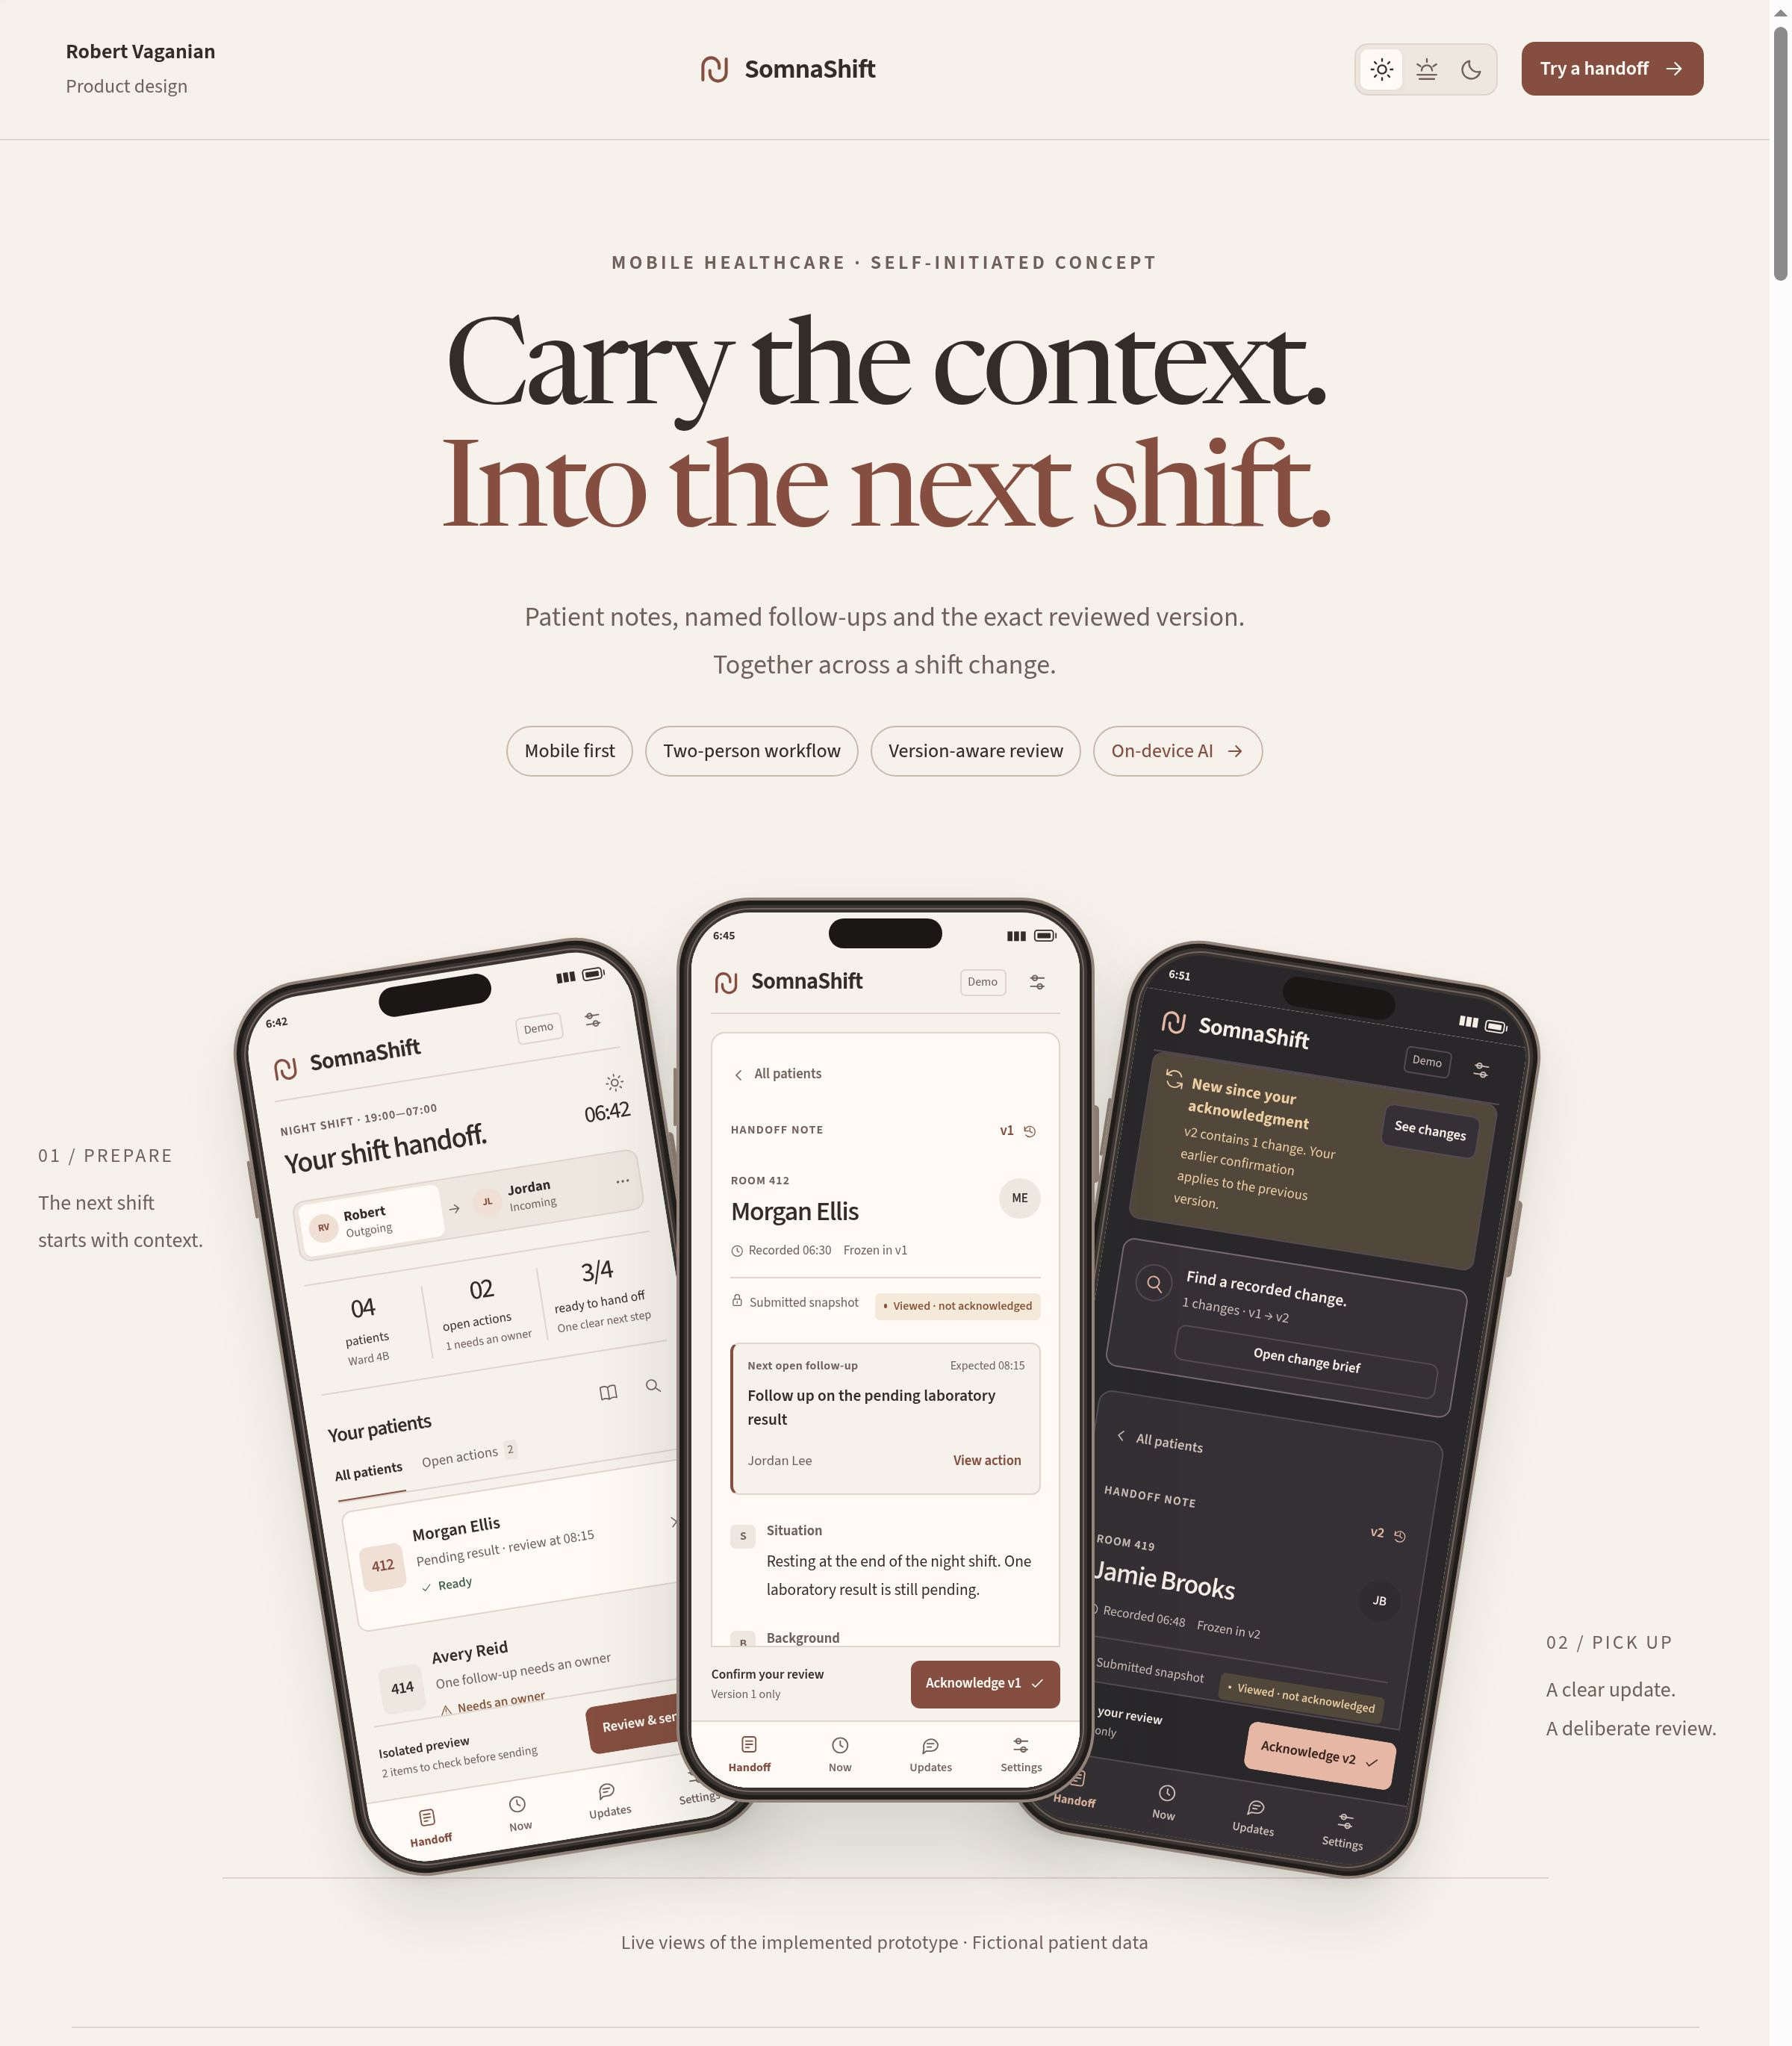 Robert Vaganian
Product design
SomnaShift
Try a handoff
MOBILE HEALTHCARE · SELF-INITIATED CONCEPT
Carry the context.
Into the next shift.
Patient notes, named follow-ups and the exact reviewed version.
Together across a shift change.
Mobile first
Two-person workflow
Version-aware review
On-device AI →
01 / PREPARE
The next shift
starts with context.
6:42
SomnaShift
Demo
NIGHT SHIFT · 19:00—07:00
Your shift handoff.
06:42
RV
Robert
Outgoing
→
JL
Jordan
Incoming
04
patients
Ward 4B
02
open actions
1 needs an owner
3/4
ready to hand off
One clear next step
Your patients
All patients
Open actions 2
412
Morgan Ellis
Pending result · review at 08:15
Ready
414
Avery Reid
One follow-up needs an owner
Needs an owner
Isolated preview
2 items to check before sending
Review &
Handoff
Now
Updates
Settings
6:45
SomnaShift
Demo
All patients
HANDOFF NOTE
v1
ROOM 412
Morgan Ellis
ME
Recorded 06:30 Frozen in v1
Submitted snapshot
• Viewed · not acknowledged
Next open follow-up
Expected 08:15
Follow up on the pending laboratory
result
Jordan Lee
View action
S
Situation
Resting at the end of the night shift. One
laboratory result is still pending.
B
Background
Confirm your review
Version 1 only
Acknowledge v1
Handoff
Now
Updates
Settings
6:51
SomnaShift
Demo
New since your
acknowledgment
v2 contains 1 change. Your
earlier confirmation
applies to the previous
version.
See changes
Find a recorded change.
1 changes · v1 → v2
Open change brief
All patients
HANDOFF NOTE
v2
ROOM 419
Jamie Brooks
JB
Recorded 06:48 Frozen in v2
Submitted snapshot
• Viewed · not acknowledged
your review
only
Acknowledge v2
Handoff
Now
Updates
Settings
02 / PICK UP
A clear update.
A deliberate review.
Live views of the implemented prototype · Fictional patient data